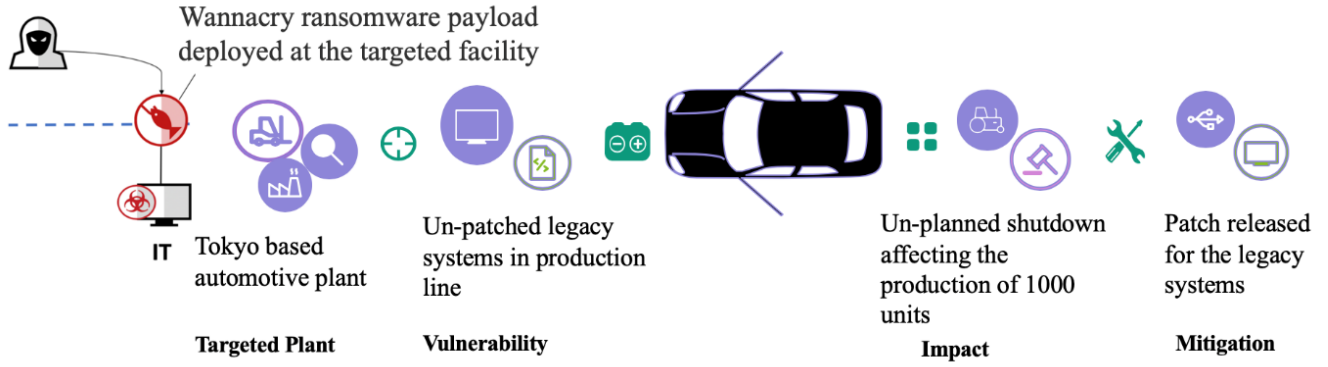 Wannacry ransomware payload
deployed at the targeted facility
IT
Tokyo based
automotive plant
Targeted Plant
Un-patched legacy
systems in production
line
Vulnerability
Un-planned shutdown
affecting the
production of 1000
units
Impact
Patch released
for the legacy
systems
Mitigation